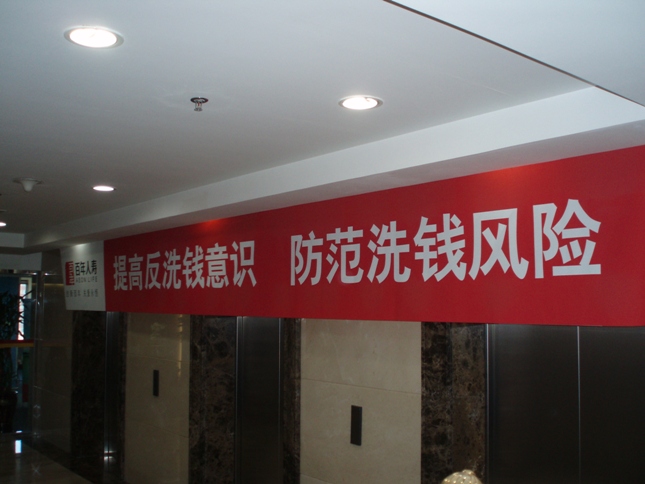 百年人寿
提高反洗钱意识 防范洗钱风险